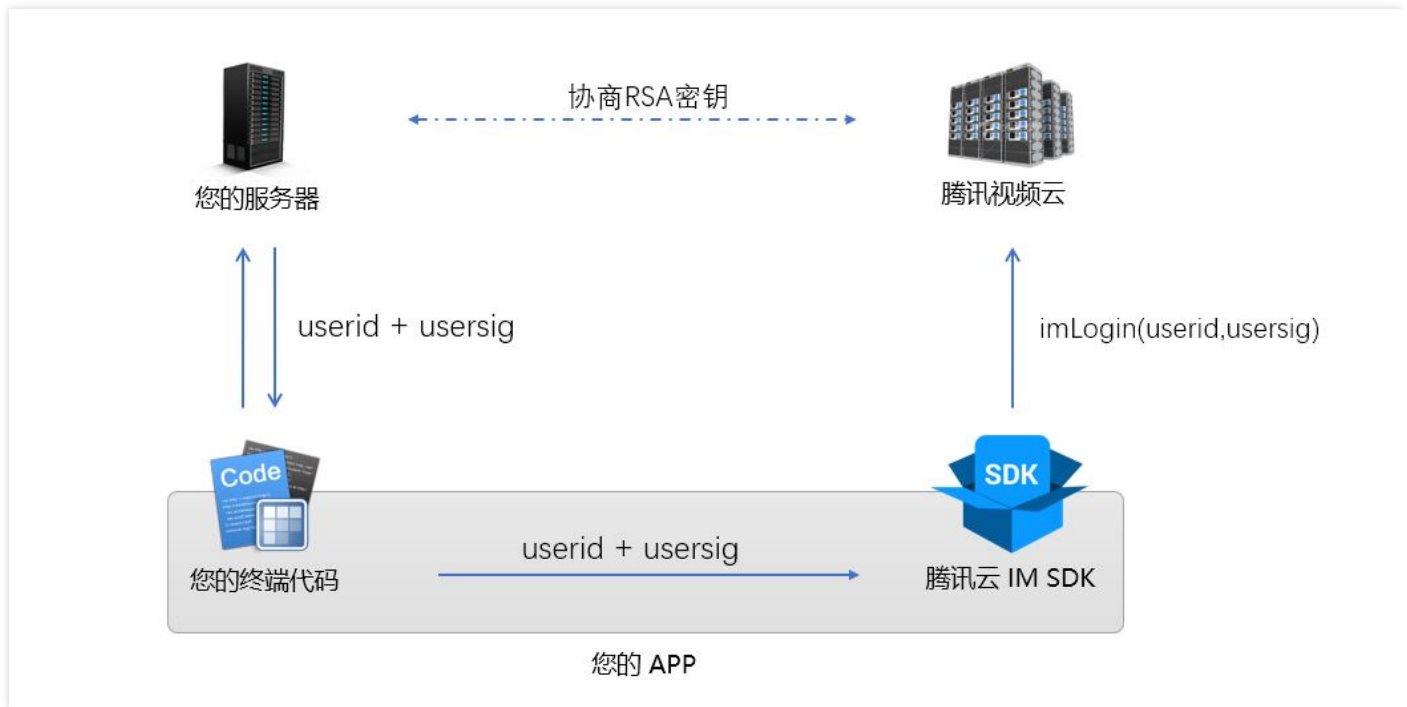 协商RSA密钥
您的服务器
腾讯视频云
userid + usersig
imLogin(userid,usersig)
Code
SDK
userid + usersig
您的终端代码
腾讯云 IM SDK
您的 APP